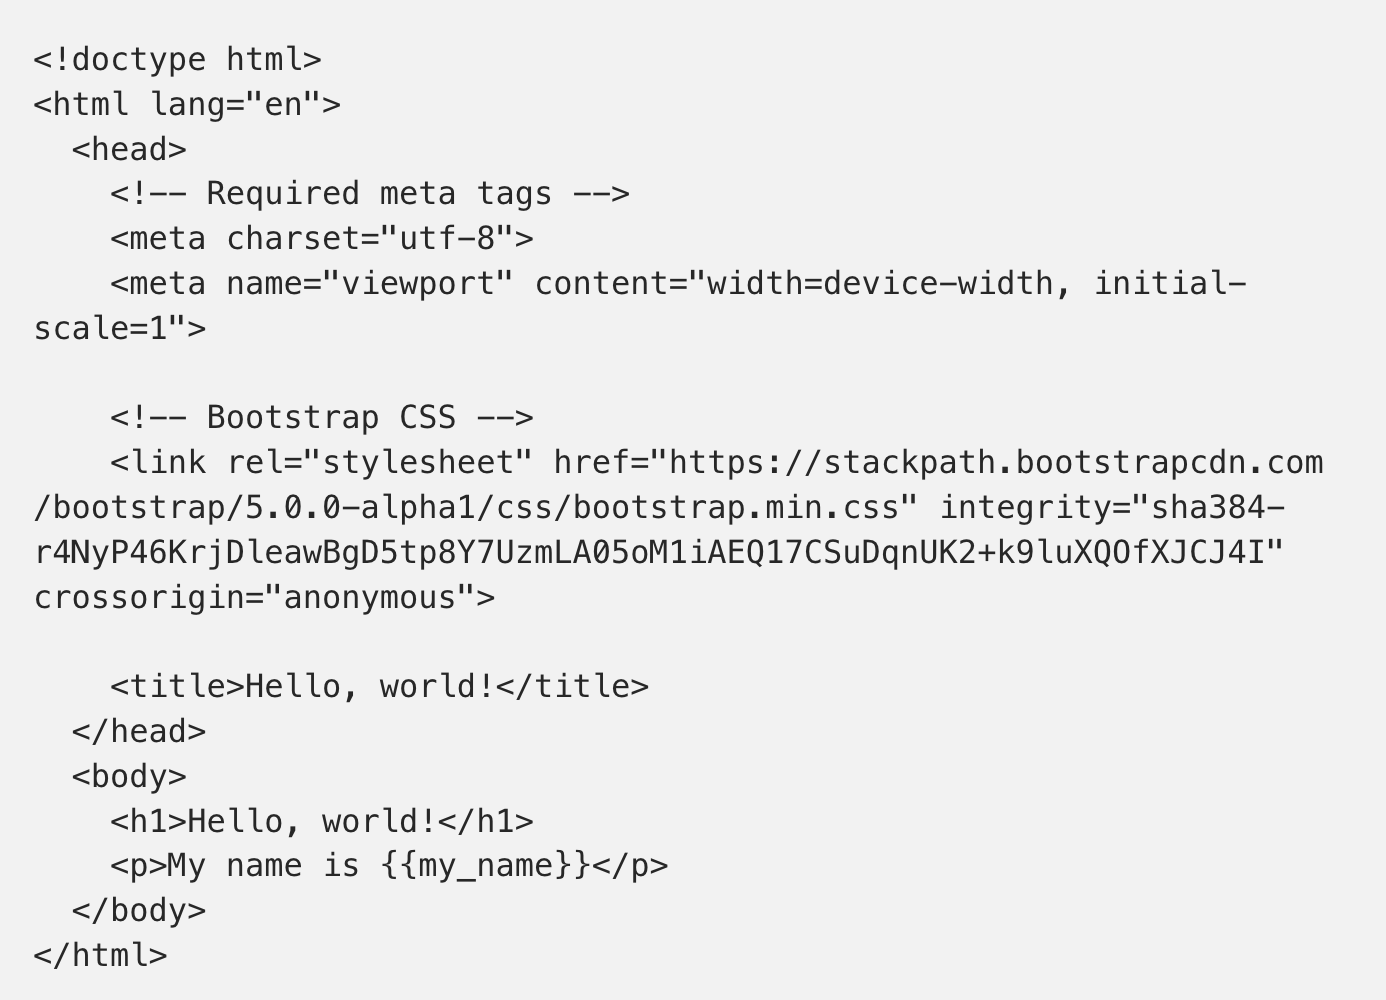 <!doctype html>
<html lang="en">
  <head>
    <!-- Required meta tags -->
    <meta charset="utf-8">
    <meta name="viewport" content="width=device-width, initial-
scale=1">

    <!-- Bootstrap CSS -->
    <link rel="stylesheet" href="https://stackpath.bootstrapcdn.com
/bootstrap/5.0.0-alpha1/css/bootstrap.min.css" integrity="sha384-
r4NyP46KrjDleawBgD5tp8Y7UzmLA05oM1iAEQ17CSuDqnUK2+k9luXQOfXJCJ4I"
crossorigin="anonymous">

    <title>Hello, world!</title>
  </head>
  <body>
    <h1>Hello, world!</h1>
    <p>My name is {{my_name}}</p>
  </body>
</html>